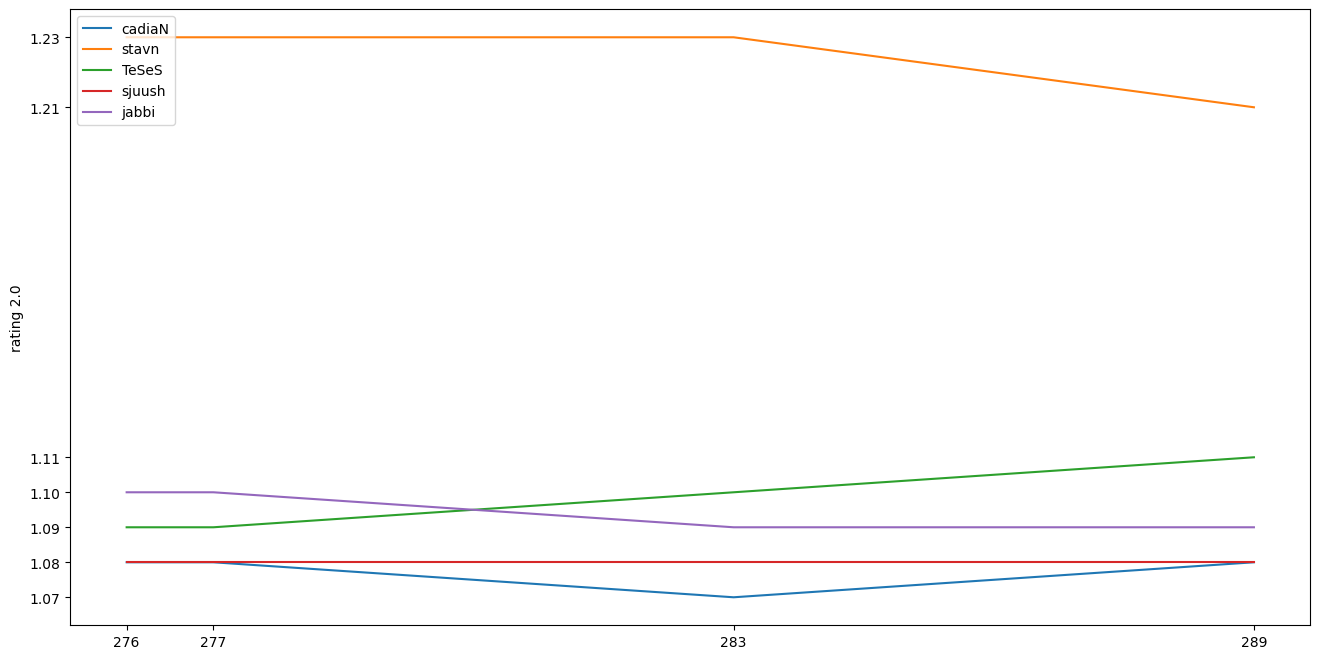 cadiaN
stavn
TeSeS
sjuush
jabbi
1.23
1.21
1.11
1.10
1.09
1.08
1.07
rating 2.0
276 277 283 289